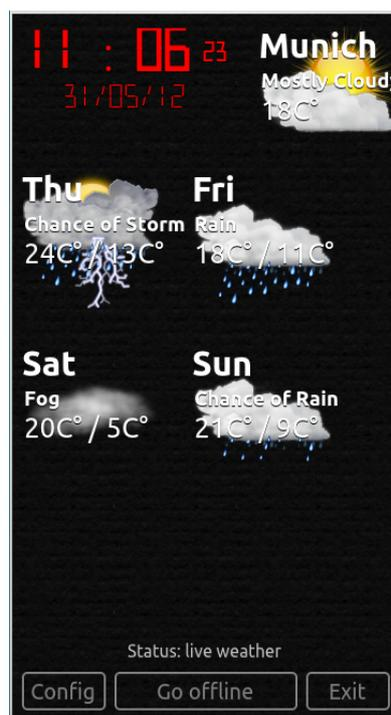 11 : 06 23
31/05/12
Munich
Mostly Cloudy
18C°
Thu
Chance of Storm
24C° / 13C°
Fri
Rain
18C° / 11C°
Sat
Fog
20C° / 5C°
Sun
Chance of Rain
21C° / 9C°
Status: live weather
Config
Go offline
Exit